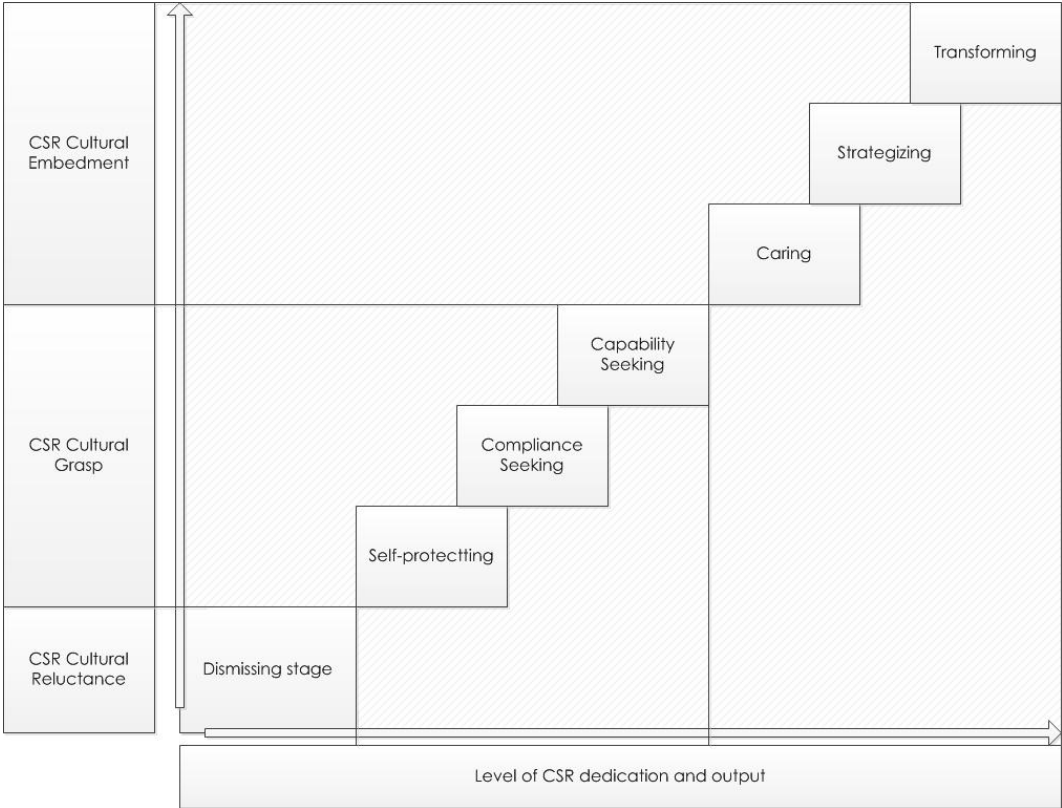 Transforming
CSR Cultural
Embedment
Strategizing
Caring
Capability
Seeking
CSR Cultural
Grasp
Compliance
Seeking
Self-protectting
CSR Cultural
Reluctance
Dismissing stage
Level of CSR dedication and output